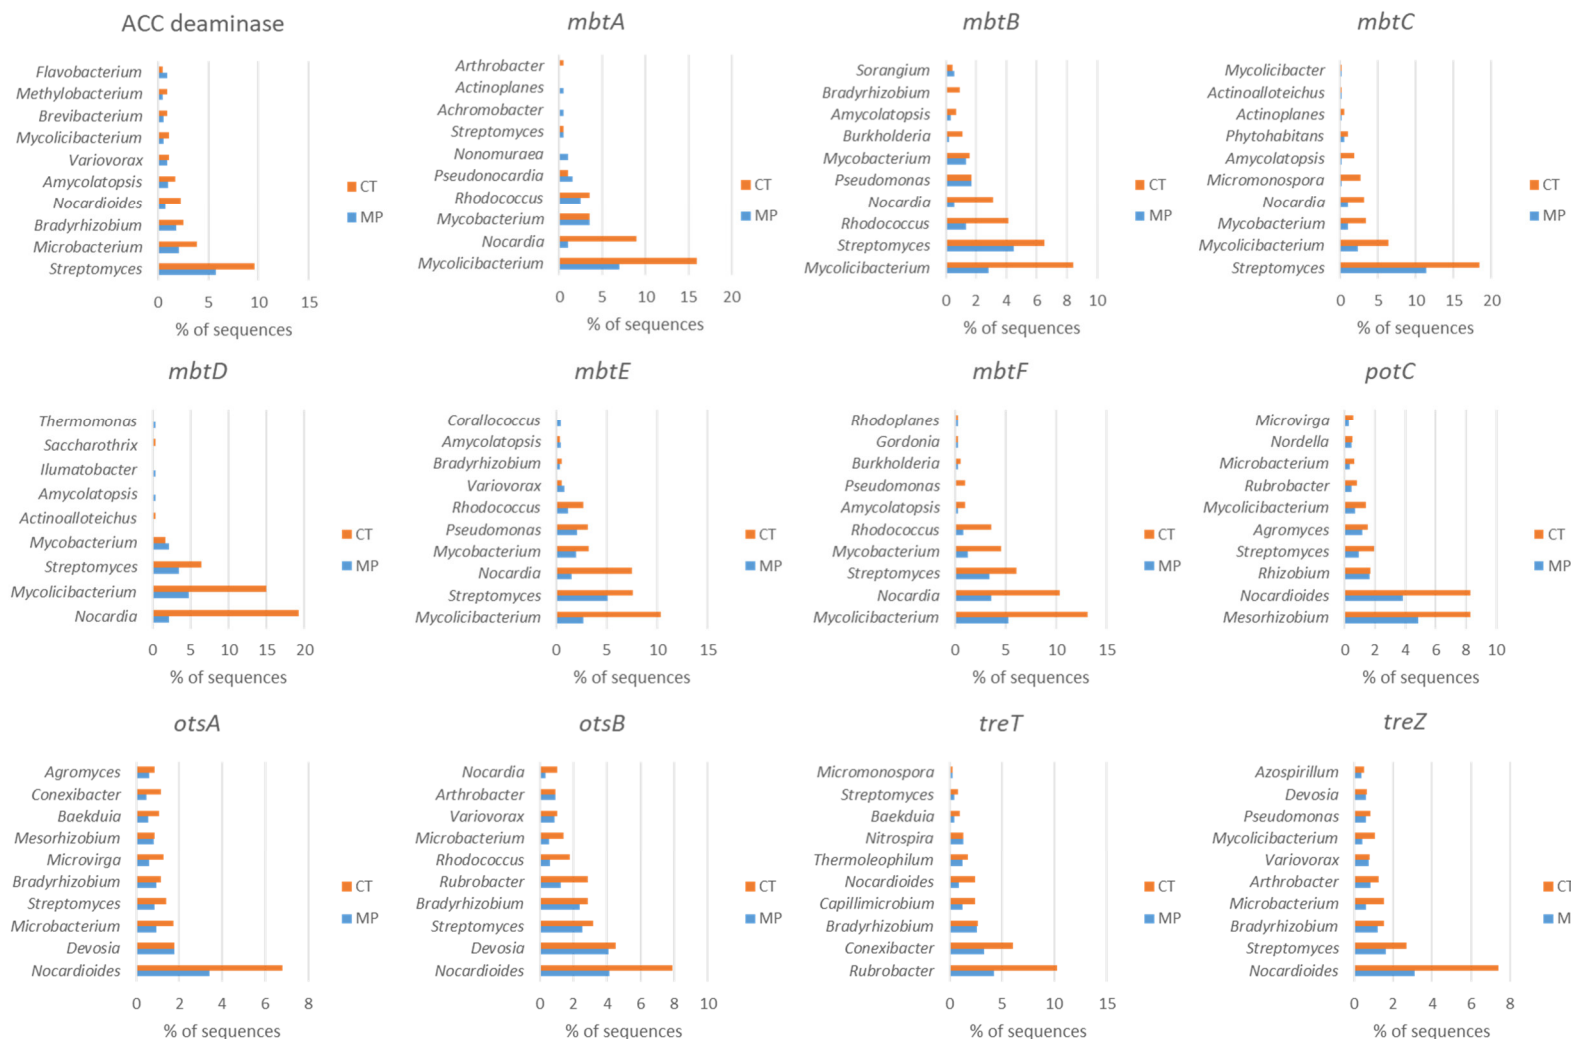 ACC deaminase
Flavobacterium
Methylobacterium
Brevibacterium
Mycolicibacterium
Variovorax
Amycolatopsis
Nocardioides
Bradyrhizobium
Microbacterium
Streptomyces
0 5 10 15
% of sequences
CT
MP
mbtA
Arthrobacter
Actinoplanes
Achromobacter
Streptomyces
Nonomuraea
Pseudonocardia
Rhodococcus
Mycobacterium
Nocardia
Mycolicibacterium
0 5 10 15 20
% of sequences
CT
MP
mbtB
Sorangium
Bradyrhizobium
Amycolatopsis
Burkholderia
Mycobacterium
Pseudomonas
Nocardia
Rhodococcus
Streptomyces
Mycolicibacterium
0 2 4 6 8 10
% of sequences
CT
MP
mbtC
Mycolicibacter
Actinoalloteichus
Actinoplanes
Phytohabitans
Amycolatopsis
Micromonospora
Nocardia
Mycobacterium
Mycolicibacterium
Streptomyces
0 5 10 15 20
% of sequences
CT
MP
mbtD
Thermomonas
Saccharothrix
Ilumatobacter
Amycolatopsis
Actinoalloteichus
Mycobacterium
Streptomyces
Mycolicibacterium
Nocardia
0 5 10 15 20
% of sequences
CT
MP
mbtE
Corallococcus
Amycolatopsis
Bradyrhizobium
Variovorax
Rhodococcus
Pseudomonas
Mycobacterium
Nocardia
Streptomyces
Mycolicibacterium
0 5 10 15
% of sequences
CT
MP
mbtF
Rhodoplanes
Gordonia
Burkholderia
Pseudomonas
Amycolatopsis
Rhodococcus
Mycobacterium
Streptomyces
Nocardia
Mycolicibacterium
0 5 10 15
% of sequences
CT
MP
potC
Microvirga
Nordella
Microbacterium
Rubrobacter
Mycolicibacterium
Agromyces
Streptomyces
Rhizobium
Nocardioides
Mesorhizobium
0 2 4 6 8 10
% of sequences
CT
MP
otsA
Agromyces
Conexibacter
Baekduia
Mesorhizobium
Microvirga
Bradyrhizobium
Streptomyces
Microbacterium
Devosia
Nocardioides
0 2 4 6 8
% of sequences
CT
MP
otsB
Nocardia
Arthrobacter
Variovorax
Microbacterium
Rhodococcus
Rubrobacter
Bradyrhizobium
Streptomyces
Devosia
Nocardioides
0 2 4 6 8 10
% of sequences
CT
MP
treT
Micromonospora
Streptomyces
Baekduia
Nitrospira
Thermoleophilum
Nocardioides
Capillimicrobium
Bradyrhizobium
Conexibacter
Rubrobacter
0 5 10 15
% of sequences
CT
MP
treZ
Azospirillum
Devosia
Pseudomonas
Mycolicibacterium
Variovorax
Arthrobacter
Microbacterium
Bradyrhizobium
Streptomyces
Nocardioides
0 2 4 6 8
% of sequences
CT